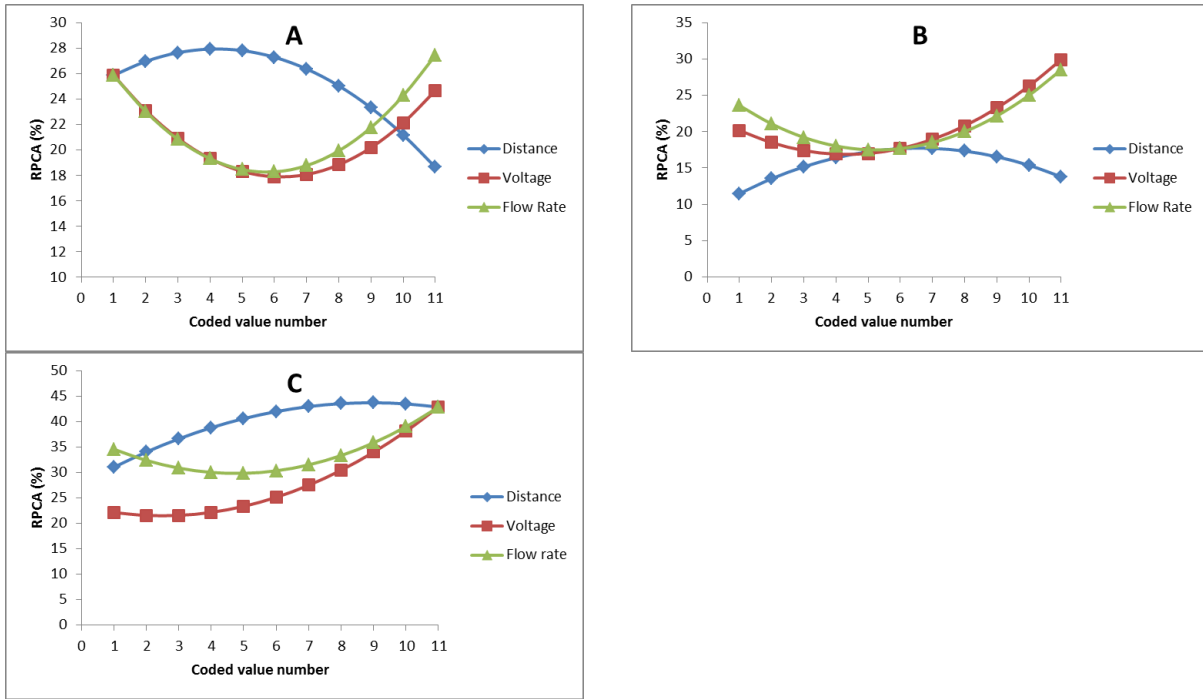 A
30
28
26
24
22
20
18
16
14
12
10
RPCA (%)
0 1 2 3 4 5 6 7 8 9 10 11
Coded value number
Distance
Voltage
Flow Rate
B
35
30
25
20
15
10
5
0
RPCA (%)
0 1 2 3 4 5 6 7 8 9 10 11
Coded value number
Distance
Voltage
Flow Rate
C
50
45
40
35
30
25
20
15
10
5
0
RPCA (%)
0 1 2 3 4 5 6 7 8 9 10 11
Coded value number
Distance
Voltage
Flow rate